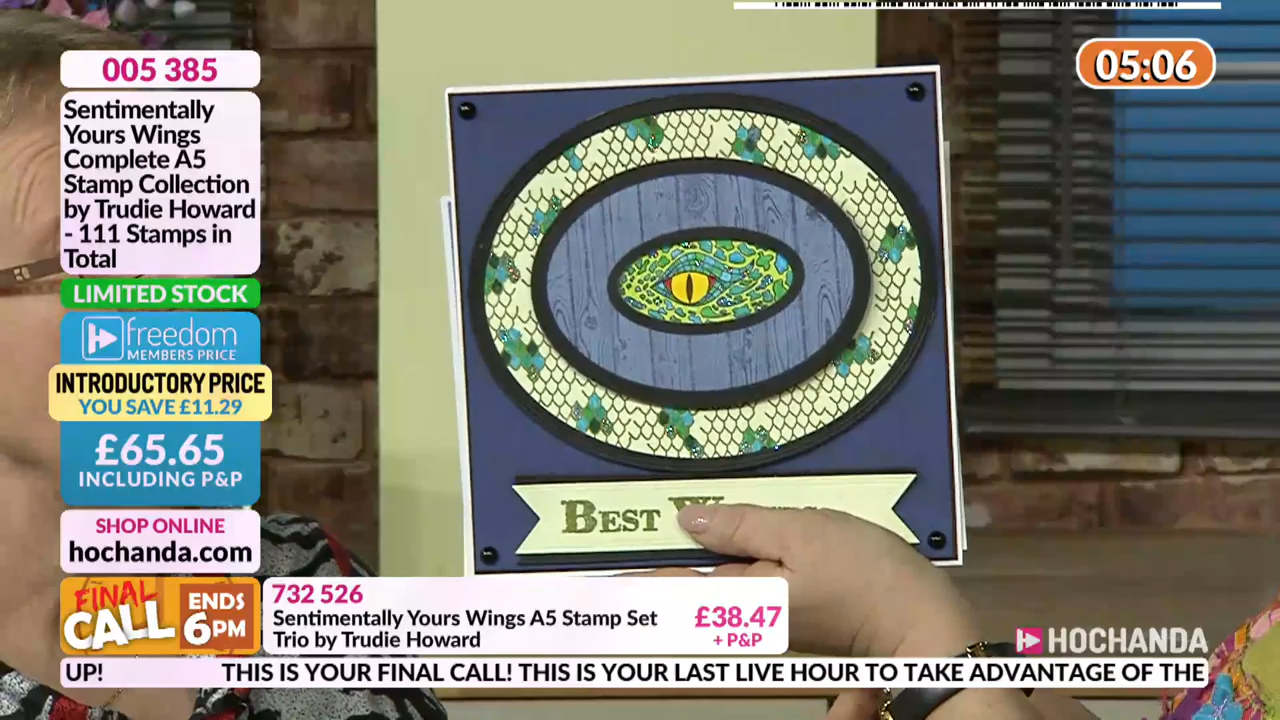 005 385
05:06
Sentimentally
Yours Wings
Complete A5
Stamp Collection
by Trudie Howard
- 111 Stamps in
Total
LIMITED STOCK
freedom
MEMBERS PRICE
INTRODUCTORY PRICE
YOU SAVE £11.29
£65.65
INCLUDING P&P
SHOP ONLINE
hochanda.com
BEST
FINAL
CALL
ENDS
6PM
732 526
Sentimentally Yours Wings A5 Stamp Set
Trio by Trudie Howard
£38.47
+ P&P
HOCHANDA
UP! THIS IS YOUR FINAL CALL! THIS IS YOUR LAST LIVE HOUR TO TAKE ADVANTAGE OF THE